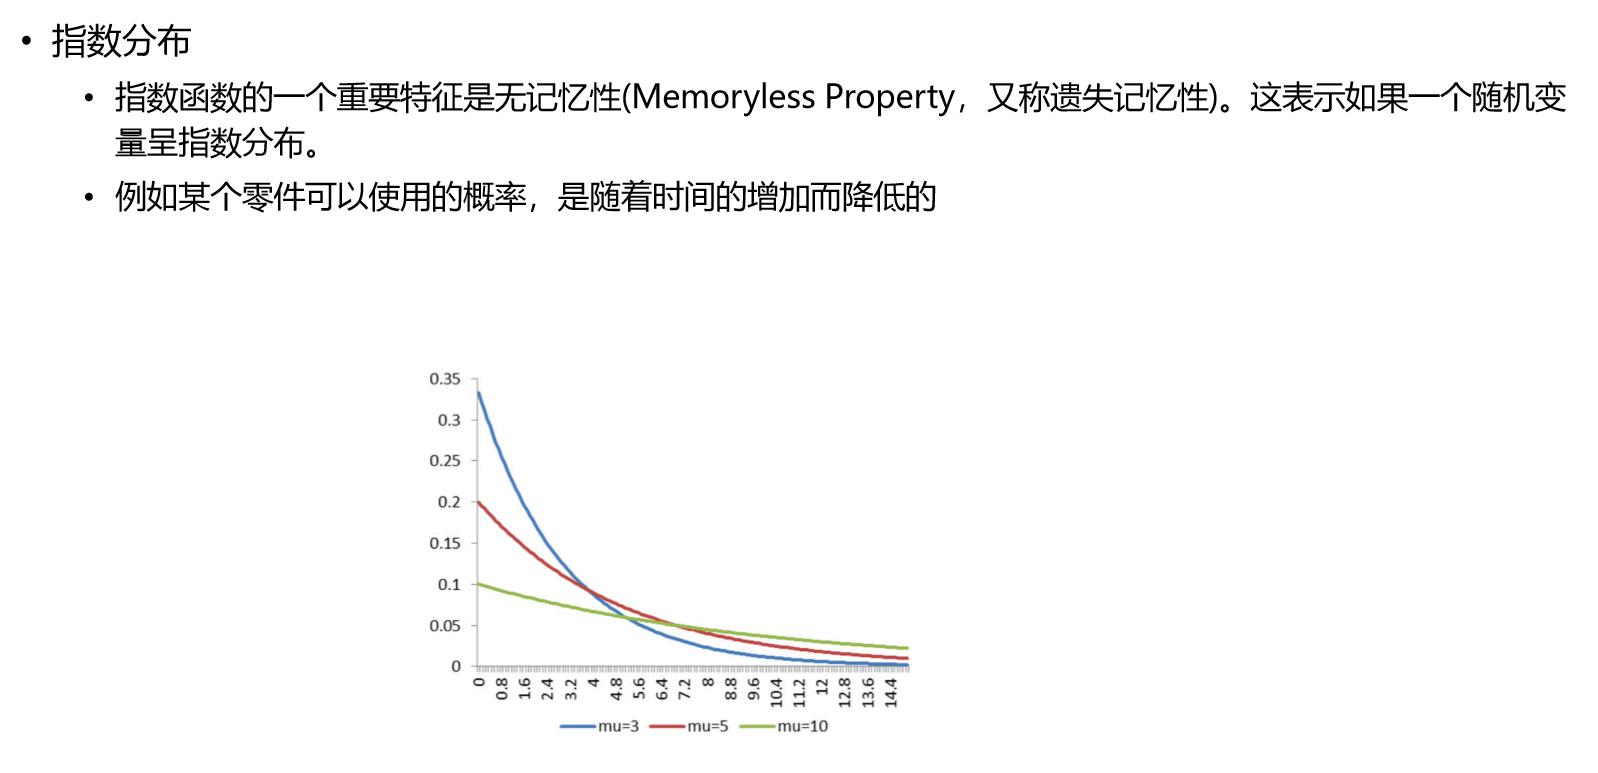 • 指数分布
• 指数函数的一个重要特征是无记忆性(Memoryless Property，又称遗失记忆性)。这表示如果一个随机变
量呈指数分布。
• 例如某个零件可以使用的概率，是随着时间的增加而降低的
0.35
0.3
0.25
0.2
0.15
0.1
0.05
0
0 0.8 1.6 2.4 3.2 4 4.8 5.6 6.4 7.2 8 8.8 9.6 10.4 11.2 12 12.8 13.6 14.4
mu=3 mu=5 mu=10